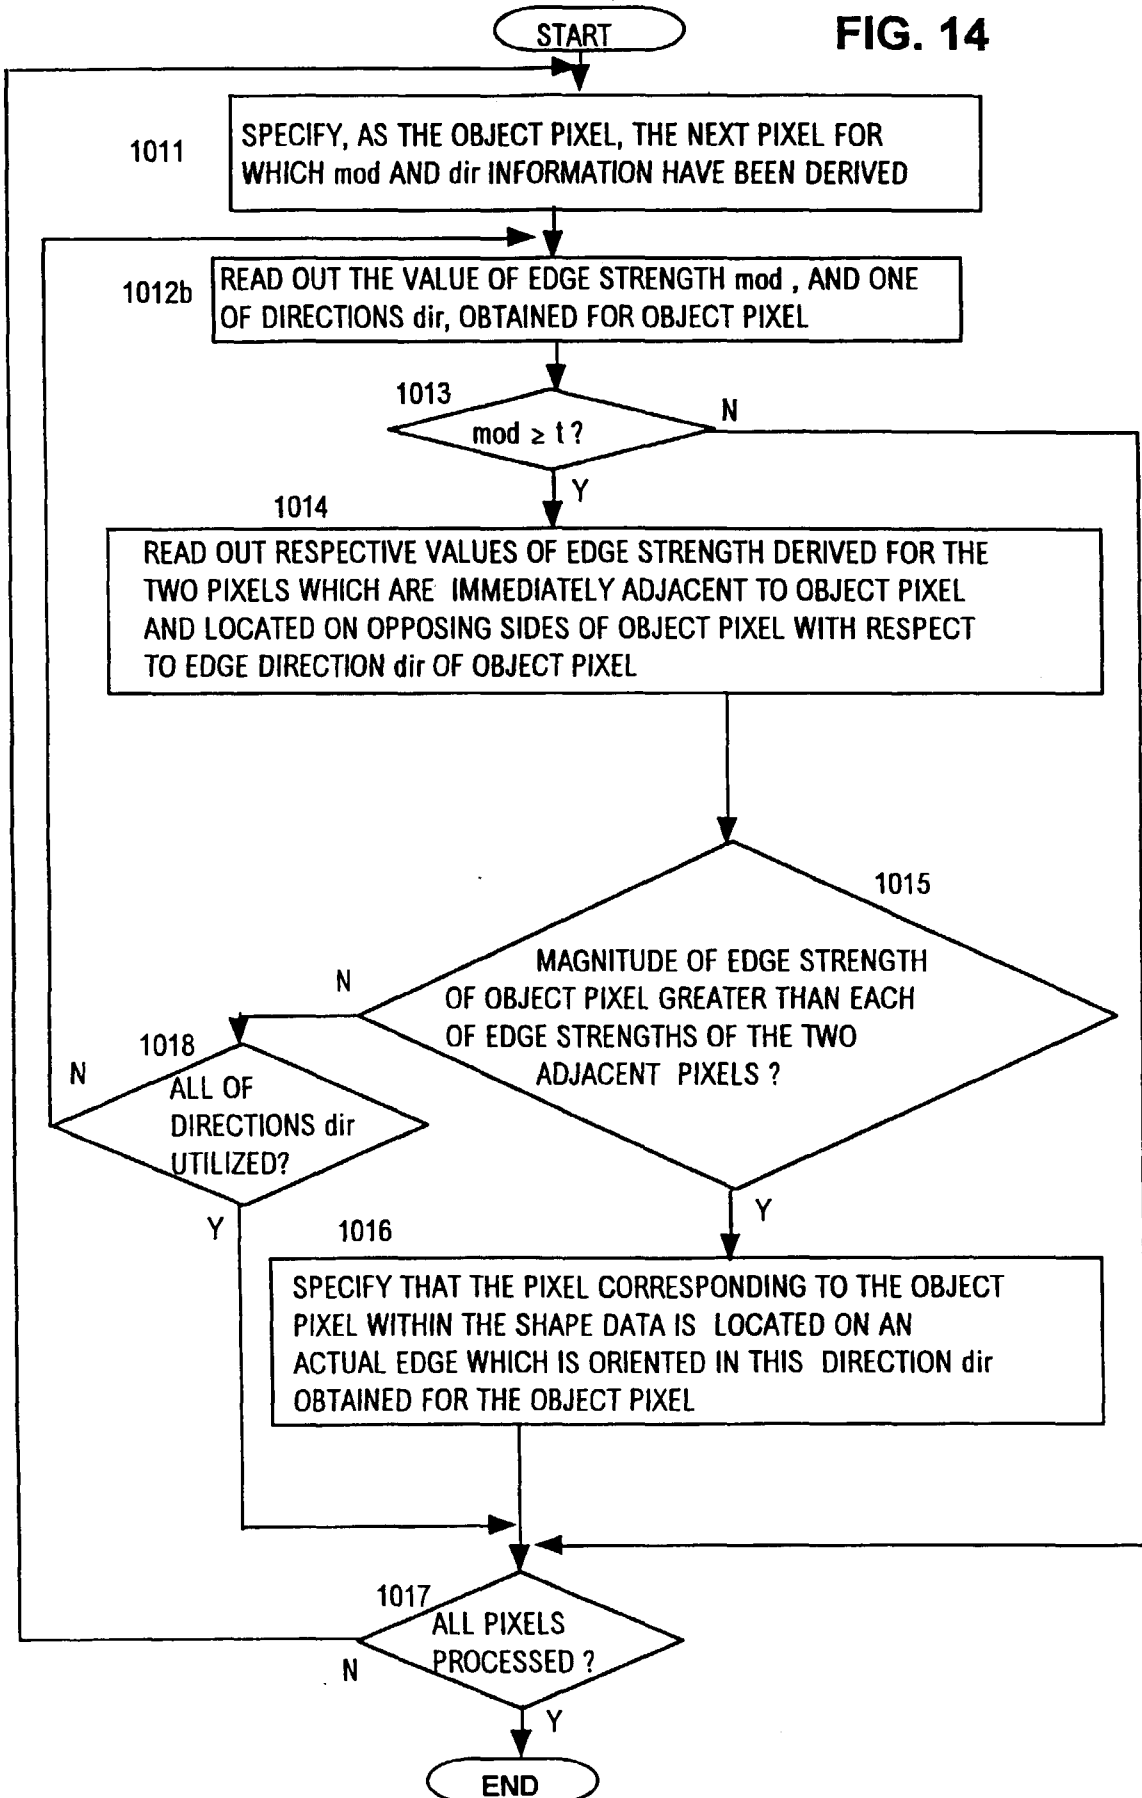 START
FIG. 14
1011
SPECIFY, AS THE OBJECT PIXEL, THE NEXT PIXEL FOR
WHICH mod AND dir INFORMATION HAVE BEEN DERIVED
1012b
READ OUT THE VALUE OF EDGE STRENGTH mod , AND ONE
OF DIRECTIONS dir, OBTAINED FOR OBJECT PIXEL
1013
N
mod ≥ t ?
Y
1014
READ OUT RESPECTIVE VALUES OF EDGE STRENGTH DERIVED FOR THE
TWO PIXELS WHICH ARE IMMEDIATELY ADJACENT TO OBJECT PIXEL
AND LOCATED ON OPPOSING SIDES OF OBJECT PIXEL WITH RESPECT
TO EDGE DIRECTION dir OF OBJECT PIXEL
1015
MAGNITUDE OF EDGE STRENGTH
OF OBJECT PIXEL GREATER THAN EACH
OF EDGE STRENGTHS OF THE TWO
ADJACENT PIXELS ?
N
1018
N
ALL OF
DIRECTIONS dir
UTILIZED?
Y
Y
1016
SPECIFY THAT THE PIXEL CORRESPONDING TO THE OBJECT
PIXEL WITHIN THE SHAPE DATA IS LOCATED ON AN
ACTUAL EDGE WHICH IS ORIENTED IN THIS DIRECTION dir
OBTAINED FOR THE OBJECT PIXEL
1017
ALL PIXELS
PROCESSED ?
N
Y
END